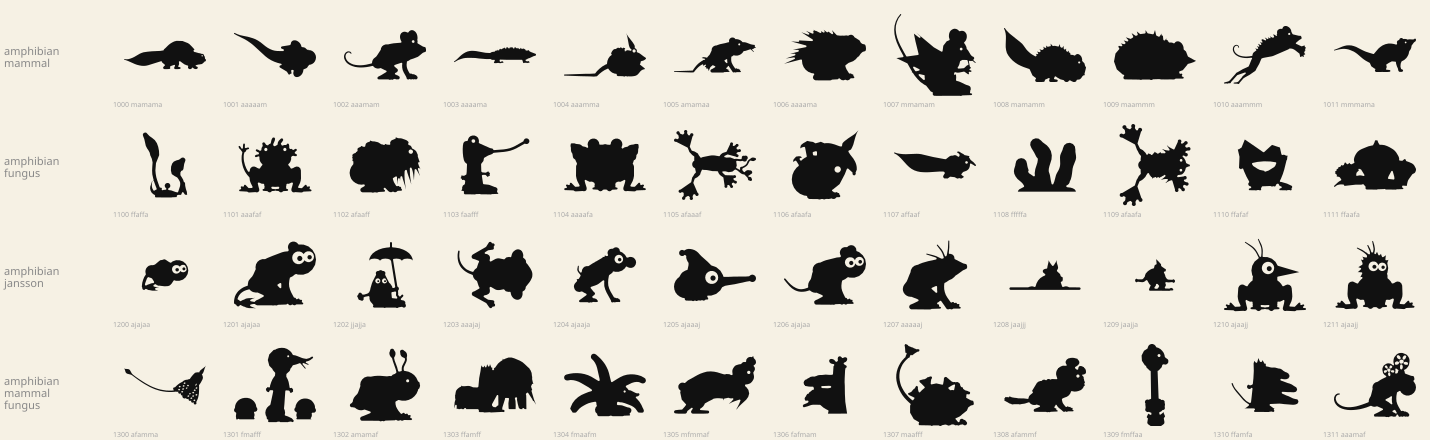 amphibian
mammal
1000 mamama
1001 aaaaam
1002 aaamam
1003 aaaama
1004 aaamma
1005 amamaa
1006 aaaama
1007 mmamam
1008 mamamm
1009 maammm
1010 aaammm
1011 mmmama
amphibian
fungus
1100 ffaffa
1101 aaafaf
1102 afaaff
1103 faafff
1104 aaaafa
1105 afaaaf
1106 afaafa
1107 affaaf
1108 fffffa
1109 afaafa
1110 ffafaf
1111 ffaafa
amphibian
jansson
1200 ajajaa
1201 ajajaa
1202 jjajja
1203 aaajaj
1204 ajaaja
1205 ajaaaj
1206 ajajaa
1207 aaaaaj
1208 jaajjj
1209 jaajja
1210 ajaajj
1211 ajaajj
amphibian
mammal
fungus
1300 afamma
1301 fmafff
1302 amamaf
1303 ffamff
1304 fmaafm
1305 mfmmaf
1306 fafmam
1307 maafff
1308 afammf
1309 fmffaa
1310 ffamfa
1311 aaamaf